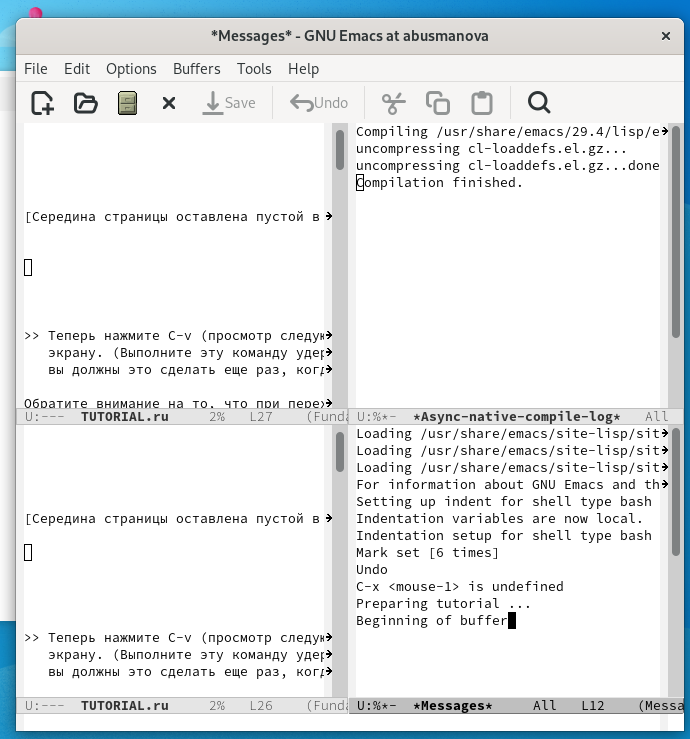 *Messages* - GNU Emacs at abusmanova
File Edit Options Buffers Tools Help
Save Undo
[Середина страницы оставлена пустой в
>> Теперь нажмите C-v (просмотр следую
экрану. (Выполните эту команду удер
вы должны это сделать еще раз, когд
Обратите внимание на то, что при перех
U:--- TUTORIAL.ru 2% L27 (Funda
Compiling /usr/share/emacs/29.4/lisp/e
uncompressing cl-loaddefs.el.gz...
uncompressing cl-loaddefs.el.gz...done
Compilation finished.
U:%*- *Async-native-compile-log* All
[Середина страницы оставлена пустой в
>> Теперь нажмите C-v (просмотр следую
экрану. (Выполните эту команду удер
вы должны это сделать еще раз, когд
U:--- TUTORIAL.ru 2% L26 (Funda
Loading /usr/share/emacs/site-lisp/sit
Loading /usr/share/emacs/site-lisp/sit
Loading /usr/share/emacs/site-lisp/sit
For information about GNU Emacs and th
Setting up indent for shell type bash
Indentation variables are now local.
Indentation setup for shell type bash
Mark set [6 times]
Undo
C-x <mouse-1> is undefined
Preparing tutorial ...
Beginning of buffer
U:%*- *Messages* All L12 (Messa